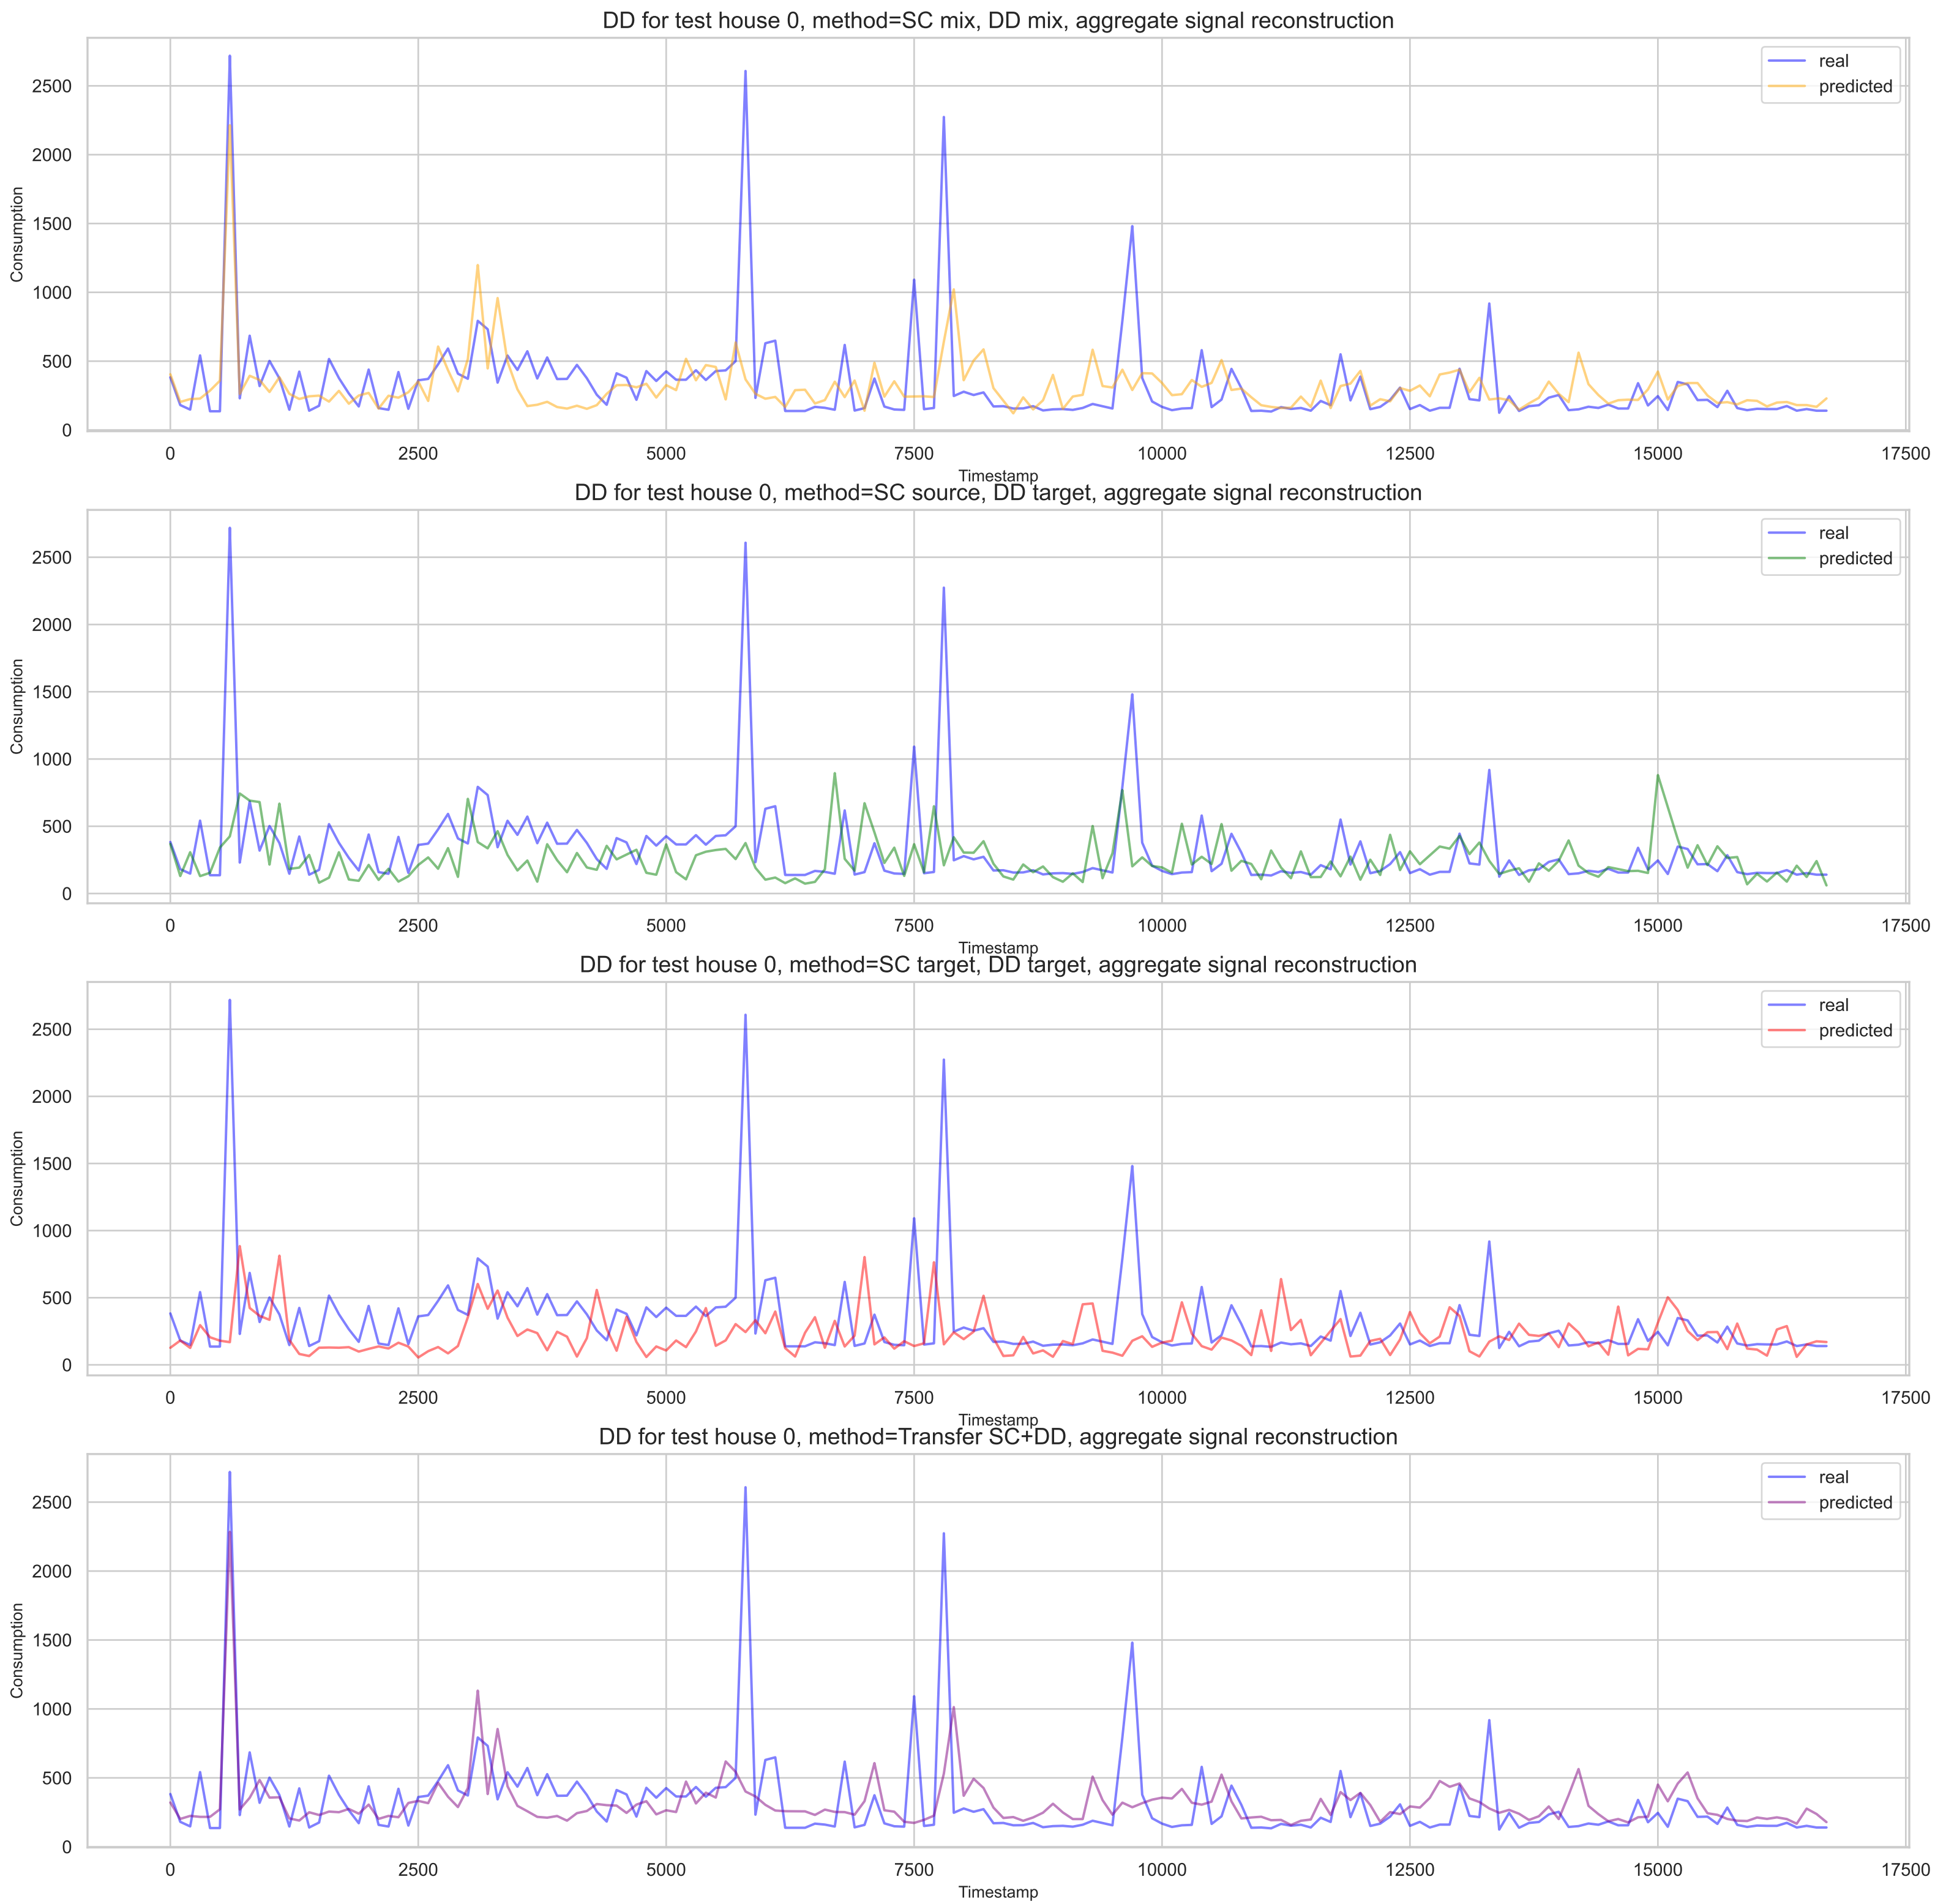 DD for test house 0, method=SC mix, DD mix, aggregate signal reconstruction
real
predicted
Consumption
2500
2000
1500
1000
500
0
0 2500 5000 7500 10000 12500 15000 17500
Timestamp
DD for test house 0, method=SC source, DD target, aggregate signal reconstruction
real
predicted
Consumption
2500
2000
1500
1000
500
0
0 2500 5000 7500 10000 12500 15000 17500
Timestamp
DD for test house 0, method=SC target, DD target, aggregate signal reconstruction
real
predicted
Consumption
2500
2000
1500
1000
500
0
0 2500 5000 7500 10000 12500 15000 17500
Timestamp
DD for test house 0, method=Transfer SC+DD, aggregate signal reconstruction
real
predicted
Consumption
2500
2000
1500
1000
500
0
0 2500 5000 7500 10000 12500 15000 17500
Timestamp